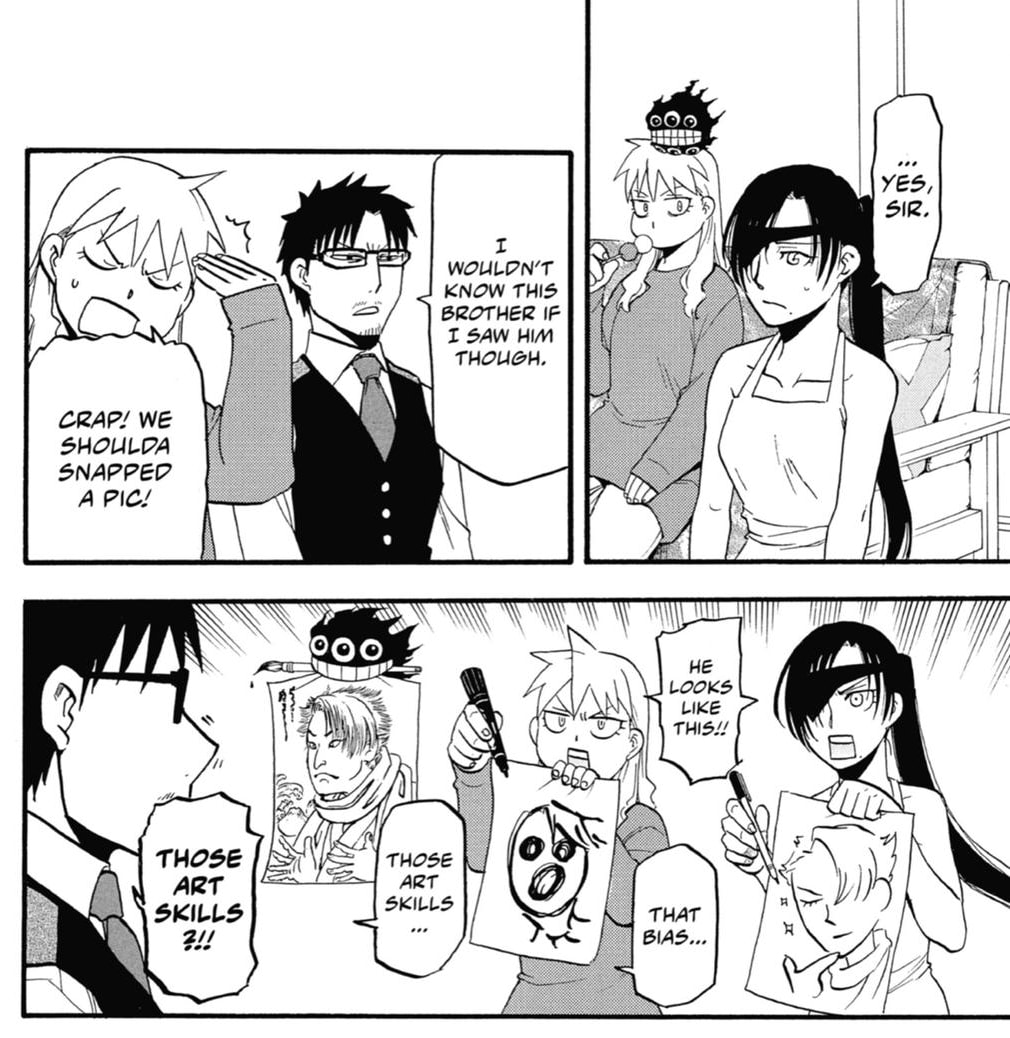 ...
YES,
SIR.
I
WOULDN'T
KNOW THIS
BROTHER IF
I SAW HIM
THOUGH.
CRAP! WE
SHOULDA
SNAPPED
A PIC!
HE
LOOKS
LIKE
THIS!!
THAT
BIAS...
THOSE
ART
SKILLS
...
THOSE
ART
SKILLS
?!!